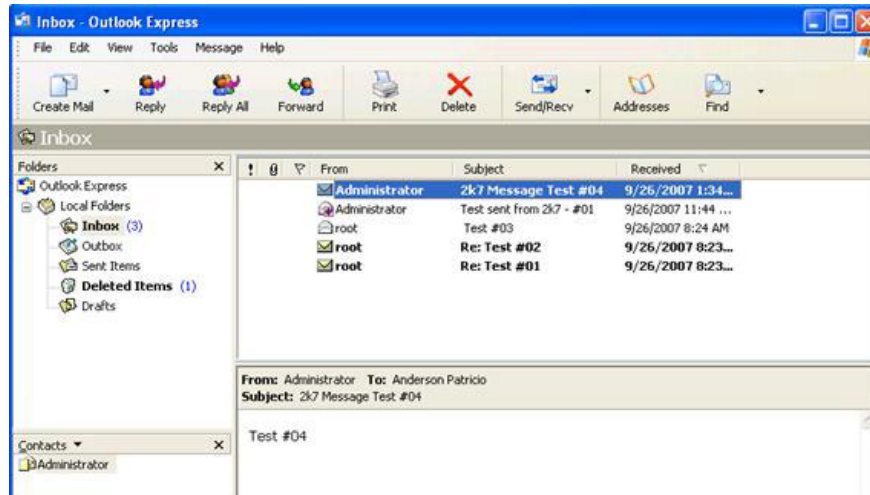 Inbox - Outlook Express
File Edit View Tools Message Help
Create Mail Reply Reply All Forward Print Delete Send/Recv Addresses Find
Inbox
Folders
Outlook Express
Local Folders
Inbox (3)
Outbox
Sent Items
Deleted Items (1)
Drafts
Contacts
Administrator
! From Subject Received
Administrator 2k7 Message Test #04 9/26/2007 1:34...
Administrator Test sent from 2k7 - #01 9/26/2007 11:44 ...
root Test #03 9/26/2007 8:24 AM
root Re: Test #02 9/26/2007 8:23...
root Re: Test #01 9/26/2007 8:23...
From: Administrator To: Anderson Patricio
Subject: 2k7 Message Test #04
Test #04